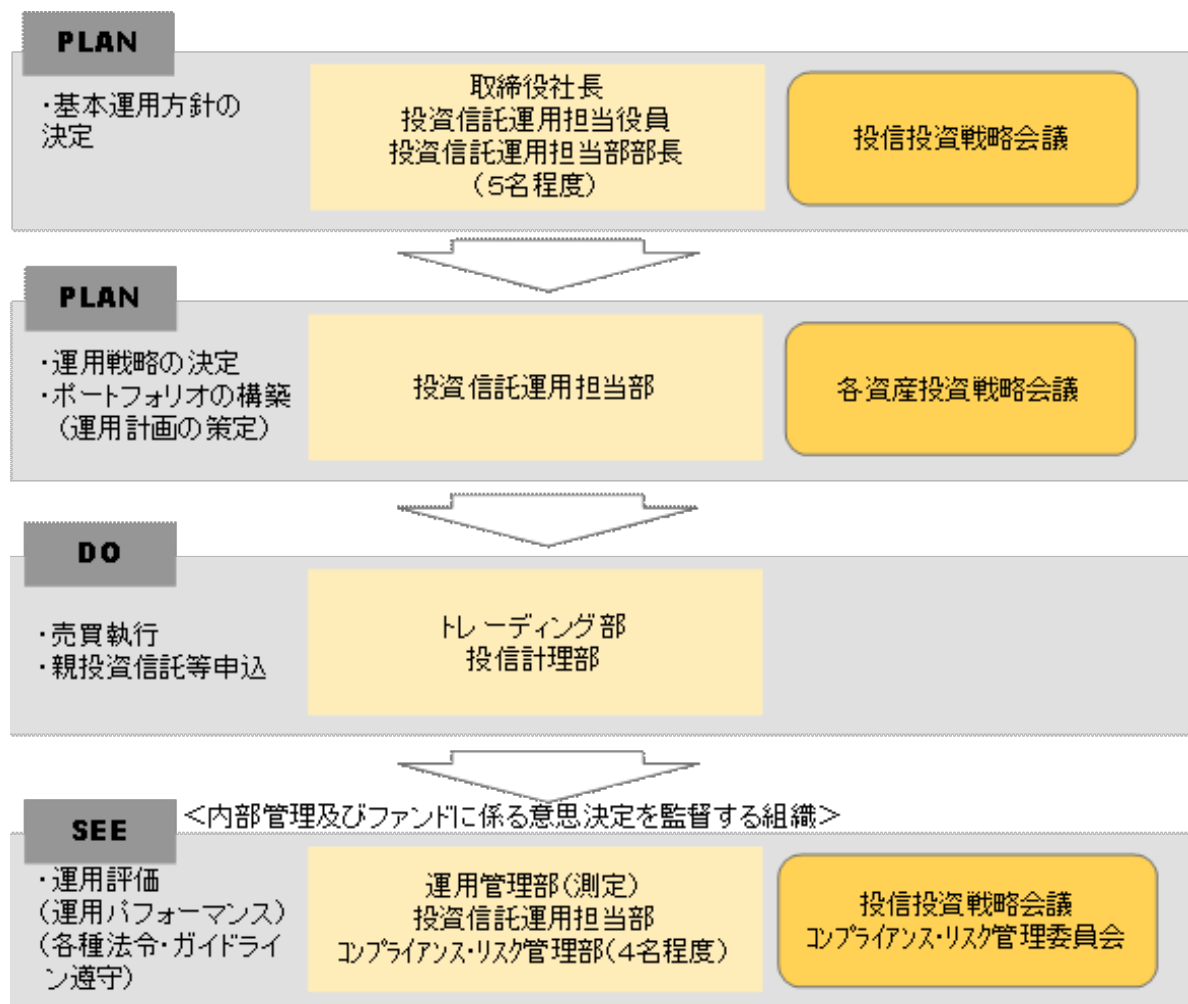 PLAN
・基本運用方針の
決定
取締役社長
投資信託運用担当役員
投資信託運用担当部部長
(5名程度)
投信投資戦略会議
PLAN
・運用戦略の決定
・ポートフォリオの構築
(運用計画の策定)
投資信託運用担当部
各資産投資戦略会議
DO
・売買執行
・親投資信託等申込
トレーディング部
投信計理部
SEE
<内部管理及びファンドに係る意思決定を監督する組織>
・運用評価
(運用パフォーマンス)
(各種法令・ガイドライ
ン遵守)
運用管理部(測定)
投資信託運用担当部
コンプライアンス・リスク管理部(4名程度)
投信投資戦略会議
コンプライアンス・リスク管理委員会